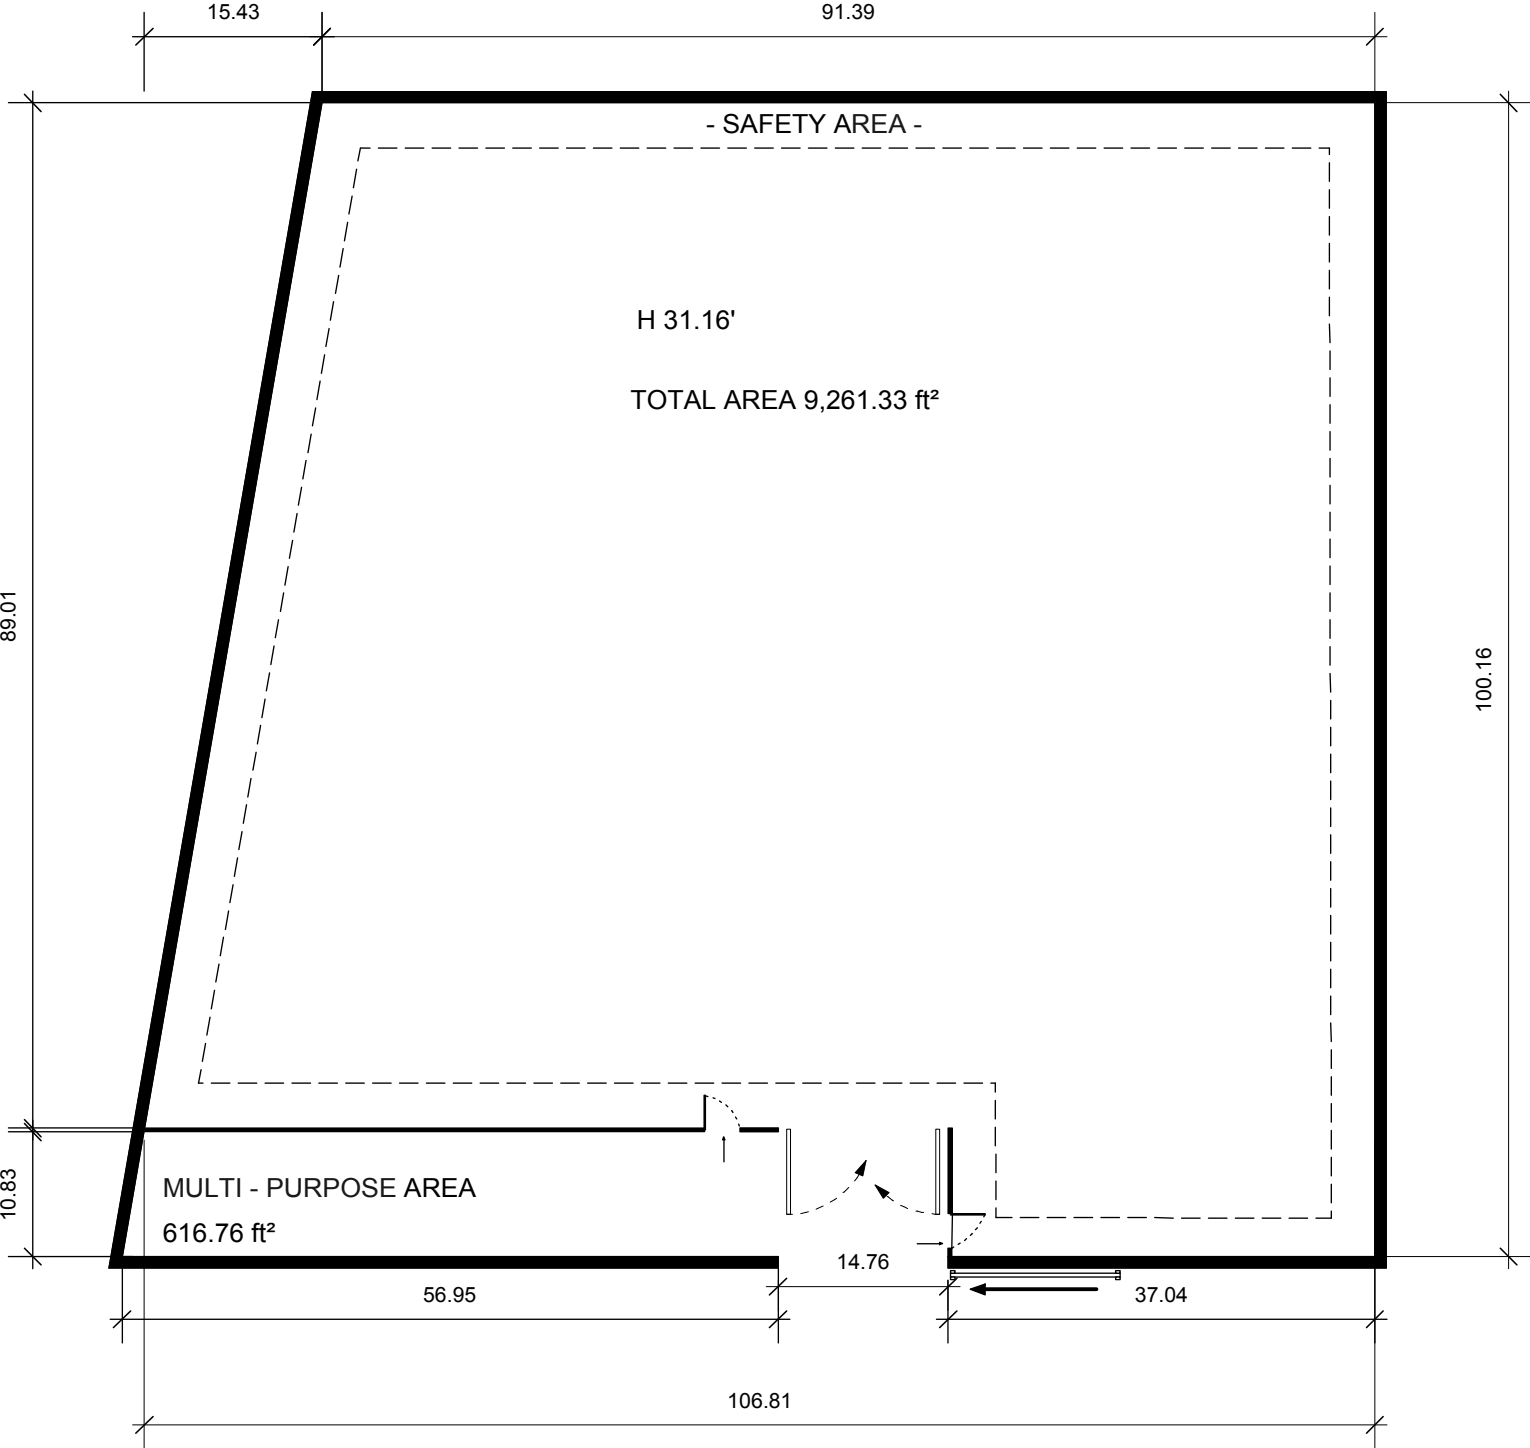 15.43
91.39
- SAFETY AREA -
H 31.16'
TOTAL AREA 9,261.33 ft²
89.01
100.16
10.83
MULTI - PURPOSE AREA
616.76 ft²
14.76
56.95
37.04
106.81